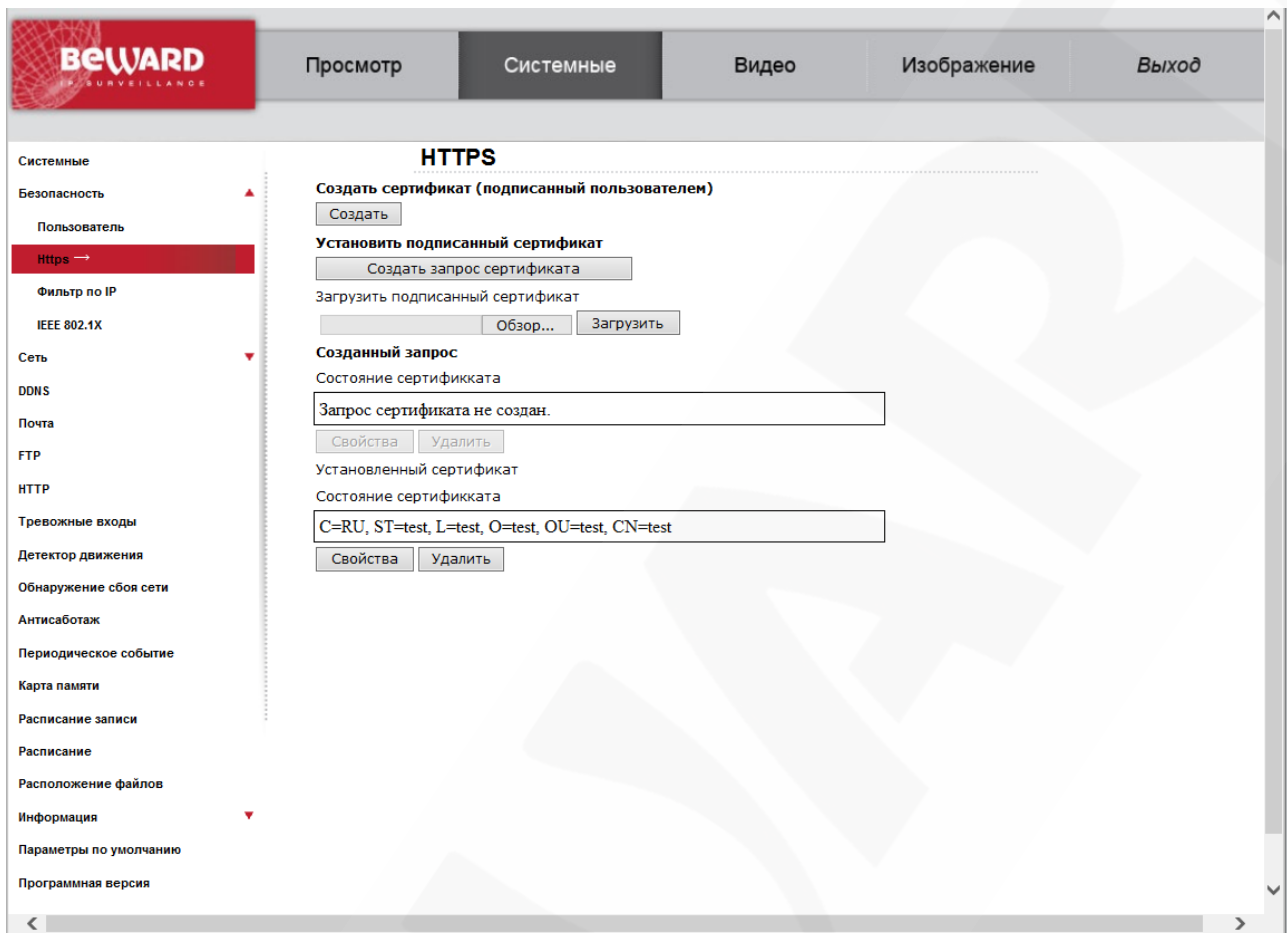 BEWARD
IP SURVEILLANCE
Просмотр
Системные
Видео
Изображение
Выход
Системные
Безопасность
Пользователь
Https →
Фильтр по IP
IEEE 802.1X
Сеть
DDNS
Почта
FTP
HTTP
Тревожные входы
Детектор движения
Обнаружение сбоя сети
Антисаботаж
Периодическое событие
Карта памяти
Расписание записи
Расписание
Расположение файлов
Информация
Параметры по умолчанию
Программная версия
HTTPS
Создать сертификат (подписанный пользователем)
Создать
Установить подписанный сертификат
Создать запрос сертификата
Загрузить подписанный сертификат
Обзор... Загрузить
Созданный запрос
Состояние сертификката
Запрос сертификата не создан.
Свойства Удалить
Установленный сертификат
Состояние сертификката
C=RU, ST=test, L=test, O=test, OU=test, CN=test
Свойства Удалить